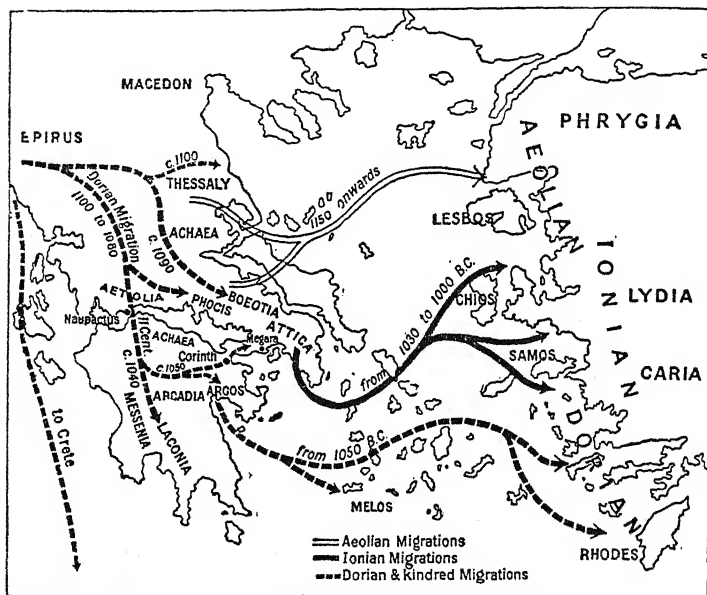 MACEDON
EPIRUS
PHRYGIA
c.1100
THESSALY
Dorian Migration
1100 to 1080
c. 1090
1150 onwards
ACHAEA
LESBOS
AEOLIAN
IONIAN
DORIAN
AETOLIA
PHOCIS
BOEOTIA
ATTICA
Naupactus
11 Cent.
ACHAEA
Corinth
Megara
from 1030 to 1000 B.C.
CHIOS
LYDIA
SAMOS
CARIA
c.1050
ARCADIA
ARGOS
c. 1040
MESSENIA
LACONIA
to Crete
from 1050 B.C.
MELOS
RHODES
Aeolian Migrations
Ionian Migrations
Dorian & Kindred Migrations